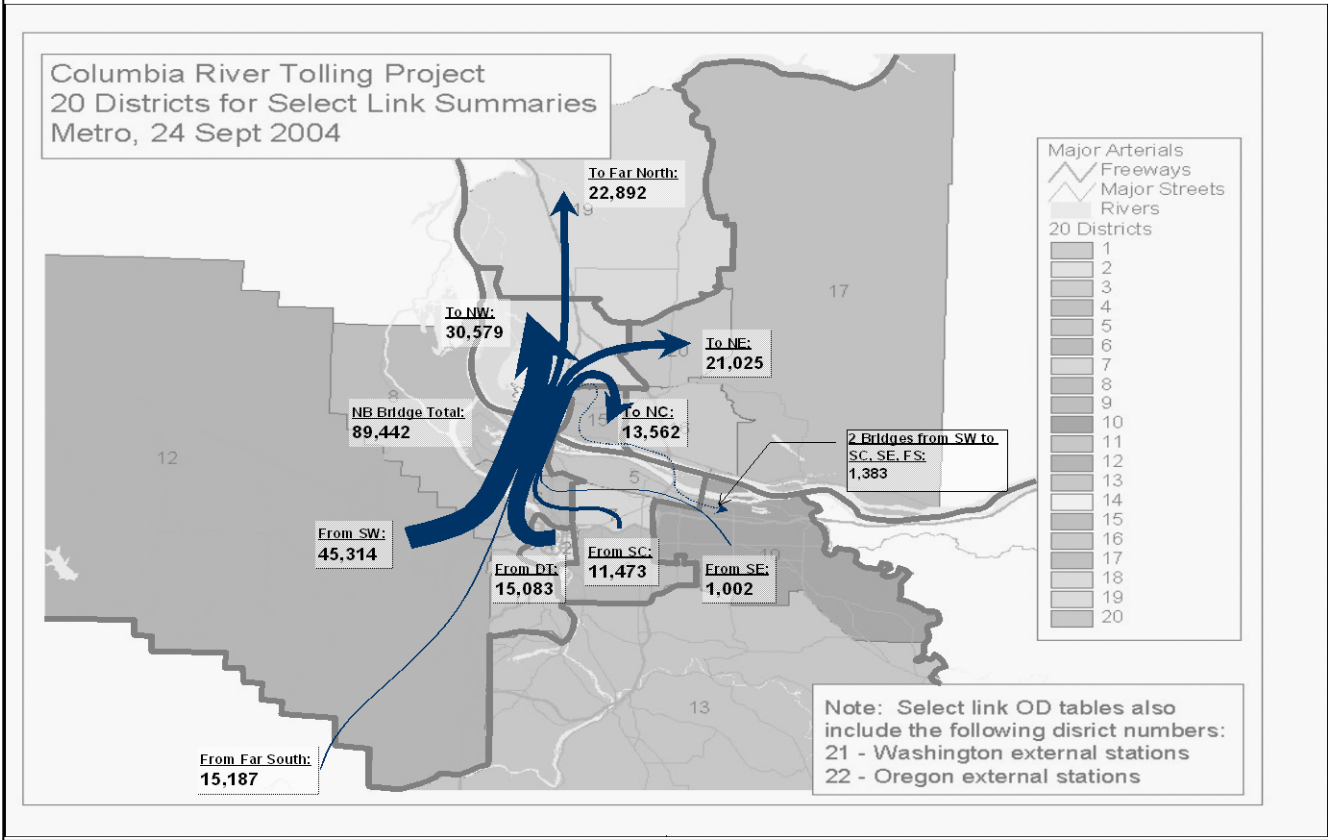 Columbia River Tolling Project
20 Districts for Select Link Summaries
Metro, 24 Sept 2004
Major Arterials
Freeways
Major Streets
Rivers
20 Districts
1
2
3
4
5
6
7
8
9
10
11
12
13
14
15
16
17
18
19
20
To Far North:
22,892
19
17
To NW:
30,579
To NE:
21,025
20
8
NB Bridge Total:
89,442
15
To NC:
13,562
2 Bridges from SW to
SC, SE, FS:
1,383
12
5
From SW:
45,314
From DT:
15,083
From SC:
11,473
From SE:
1,002
13
From Far South:
15,187
Note: Select link OD tables also
include the following disrict numbers:
21 - Washington external stations
22 - Oregon external stations